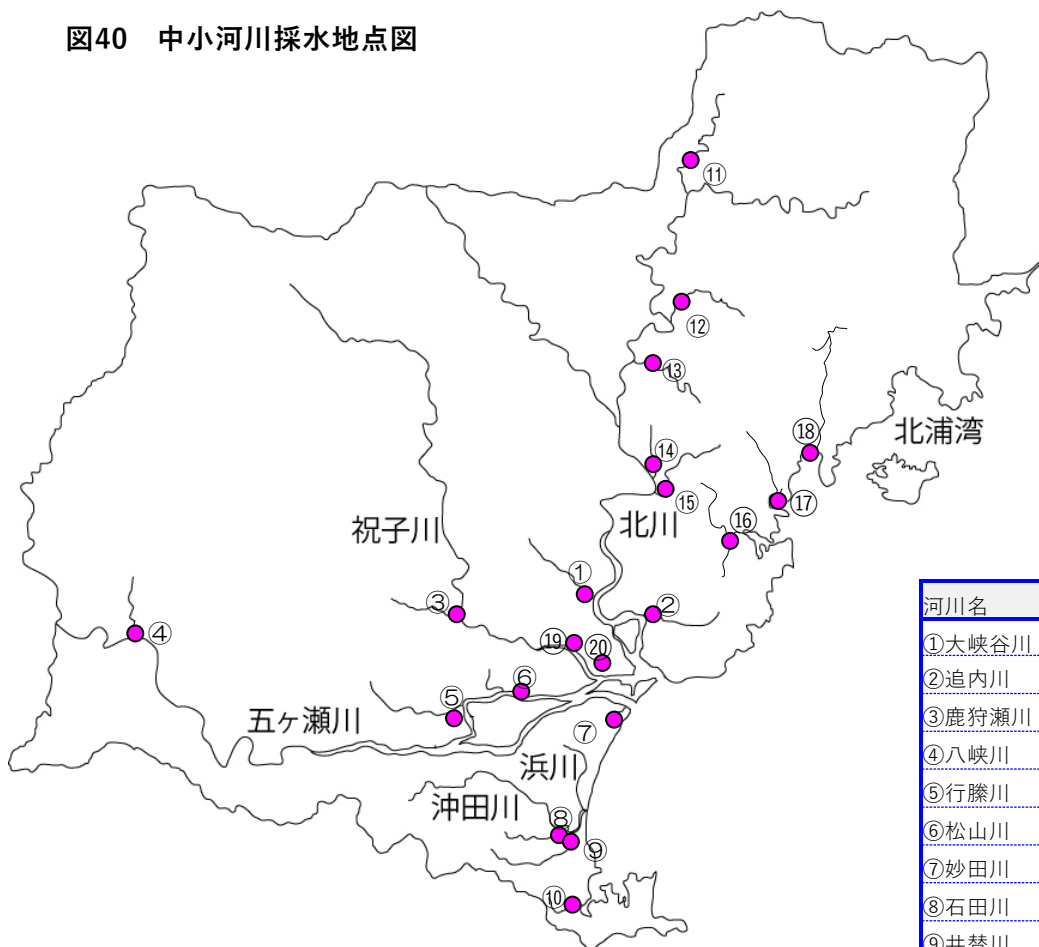 図40　中小河川採水地点図
⑪
⑫
⑬
⑱
北浦湾
⑭
⑮
⑰
祝子川
北川
⑯
①
③
②
④
⑲
⑳
⑥
⑤
五ヶ瀬川
⑦
浜川
沖田川
⑧
⑨
⑩
河川名
①大峡谷川
②追内川
③鹿狩瀬川
④八峡川
⑤行縢川
⑥松山川
⑦妙田川
⑧石田川
⑨井替川